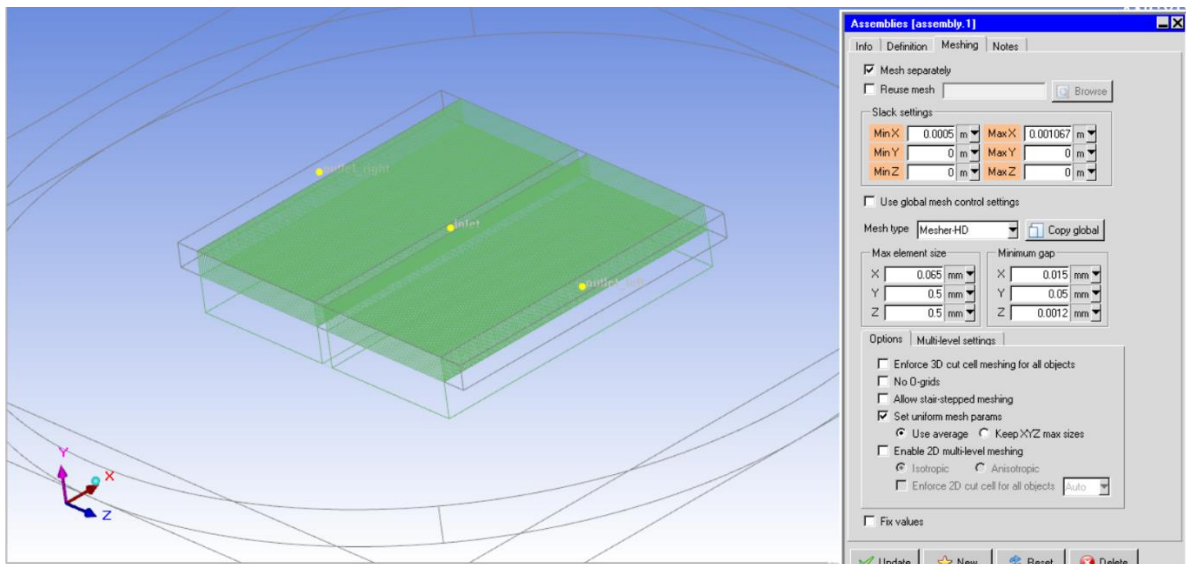 Assemblies [assembly.1]
Info Definition Meshing Notes
Mesh separately
Reuse mesh Browse
Slack settings
Min X 0.0005 m Max X 0.001067 m
Min Y 0 m Max Y 0 m
Min Z 0 m Max Z 0 m
Use global mesh control settings
Mesh type Mesher-HD Copy global
Max element size Minimum gap
X 0.065 mm X 0.015 mm
Y 0.5 mm Y 0.05 mm
Z 0.5 mm Z 0.0012 mm
Options Multi-level settings
Enforce 3D cut cell meshing for all objects
No O-grids
Allow stair-stepped meshing
Set uniform mesh params
Use average Keep XYZ max sizes
Enable 2D multi-level meshing
Isotropic Anisotropic
Enforce 2D cut cell for all objects Auto
Fix values
Update New Reset Delete
outlet_right
inlet
Y
X
Z